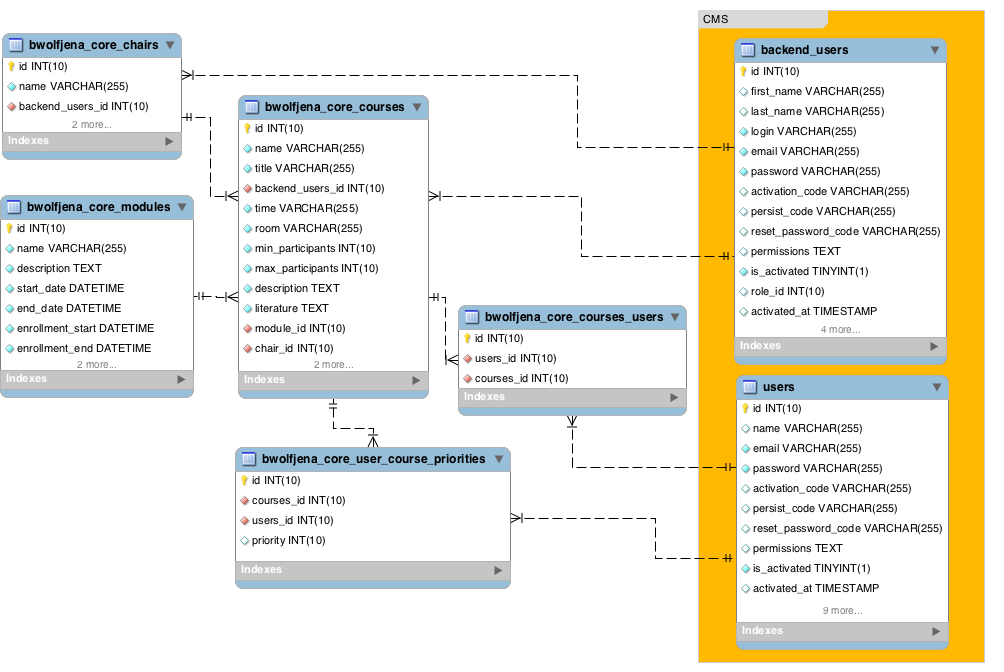 bwolfjena_core_chairs
id INT(10)
name VARCHAR(255)
backend_users_id INT(10)
2 more...
Indexes
bwolfjena_core_modules
id INT(10)
name VARCHAR(255)
description TEXT
start_date DATETIME
end_date DATETIME
enrollment_start DATETIME
enrollment_end DATETIME
2 more...
Indexes
bwolfjena_core_courses
id INT(10)
name VARCHAR(255)
title VARCHAR(255)
backend_users_id INT(10)
time VARCHAR(255)
room VARCHAR(255)
min_participants INT(10)
max_participants INT(10)
description TEXT
literature TEXT
module_id INT(10)
chair_id INT(10)
2 more...
Indexes
bwolfjena_core_courses_users
id INT(10)
users_id INT(10)
courses_id INT(10)
Indexes
bwolfjena_core_user_course_priorities
id INT(10)
courses_id INT(10)
users_id INT(10)
priority INT(10)
Indexes
CMS
backend_users
id INT(10)
first_name VARCHAR(255)
last_name VARCHAR(255)
login VARCHAR(255)
email VARCHAR(255)
password VARCHAR(255)
activation_code VARCHAR(255)
persist_code VARCHAR(255)
reset_password_code VARCHAR(255)
permissions TEXT
is_activated TINYINT(1)
role_id INT(10)
activated_at TIMESTAMP
4 more...
Indexes
users
id INT(10)
name VARCHAR(255)
email VARCHAR(255)
password VARCHAR(255)
activation_code VARCHAR(255)
persist_code VARCHAR(255)
reset_password_code VARCHAR(255)
permissions TEXT
is_activated TINYINT(1)
activated_at TIMESTAMP
9 more...
Indexes